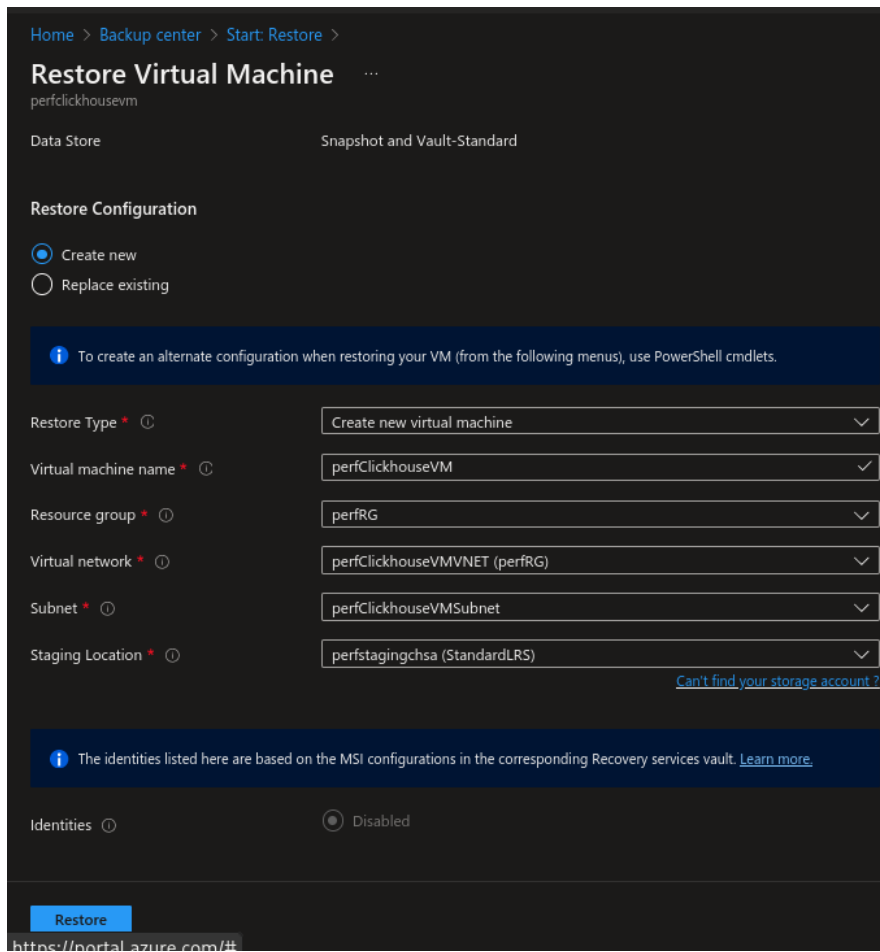 Home > Backup center > Start: Restore >
Restore Virtual Machine ...
perfclickhousevm
Data Store Snapshot and Vault-Standard
Restore Configuration
Create new
Replace existing
To create an alternate configuration when restoring your VM (from the following menus), use PowerShell cmdlets.
Restore Type * Create new virtual machine
Virtual machine name * perfClickhouseVM
Resource group * perfRG
Virtual network * perfClickhouseVMVNET (perfRG)
Subnet * perfClickhouseVMSubnet
Staging Location * perfstagingchsa (StandardLRS)
Can't find your storage account ?
The identities listed here are based on the MSI configurations in the corresponding Recovery services vault. Learn more.
Identities Disabled
Restore
https://portal.azure.com/#